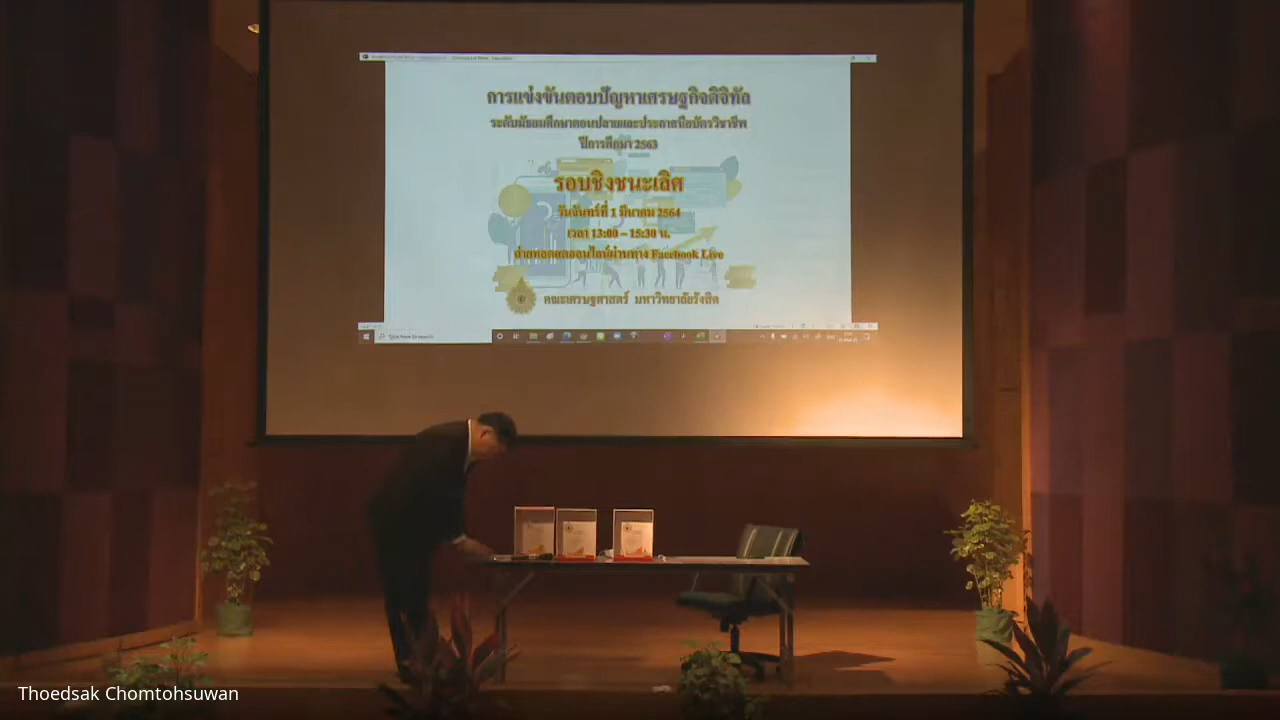 การแข่งขันตอบปัญหาเศรษฐกิจดิจิทัล
ระดับมัธยมศึกษาตอนปลายและประกาศนียบัตรวิชาชีพ
ปีการศึกษา 2563
รอบชิงชนะเลิศ
วันจันทร์ที่ 1 มีนาคม 2564
เวลา 13:00 – 15:30 น.
ถ่ายทอดสดออนไลน์ผ่านทาง Facebook Live
คณะเศรษฐศาสตร์ มหาวิทยาลัยรังสิต
Thoedsak Chomtohsuwan